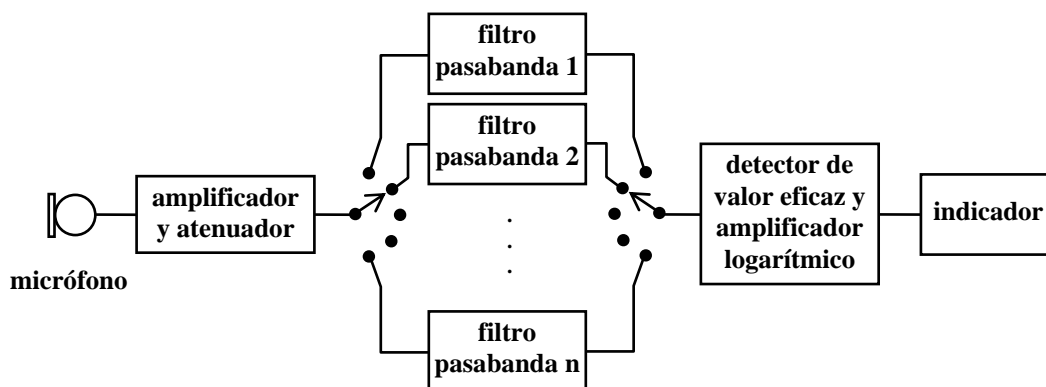 filtro
pasabanda 1
filtro
pasabanda 2
amplificador
y atenuador
detector de
valor eficaz y
amplificador
logarítmico
indicador
micrófono
filtro
pasabanda n